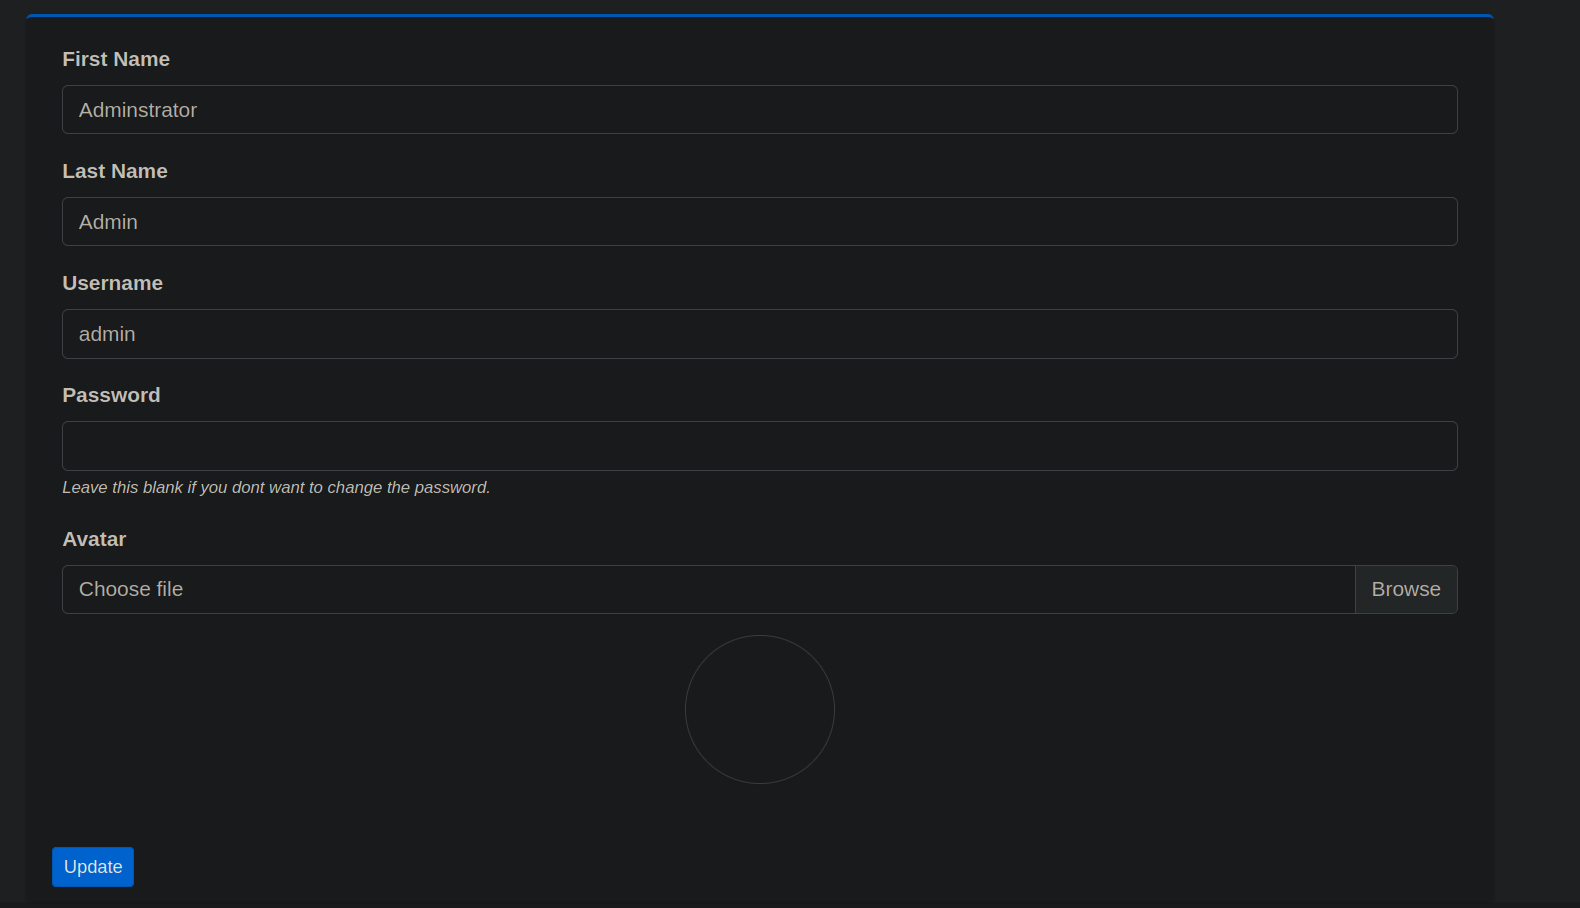 First Name
Adminstrator
Last Name
Admin
Username
admin
Password
Leave this blank if you dont want to change the password.
Avatar
Choose file
Browse
Update